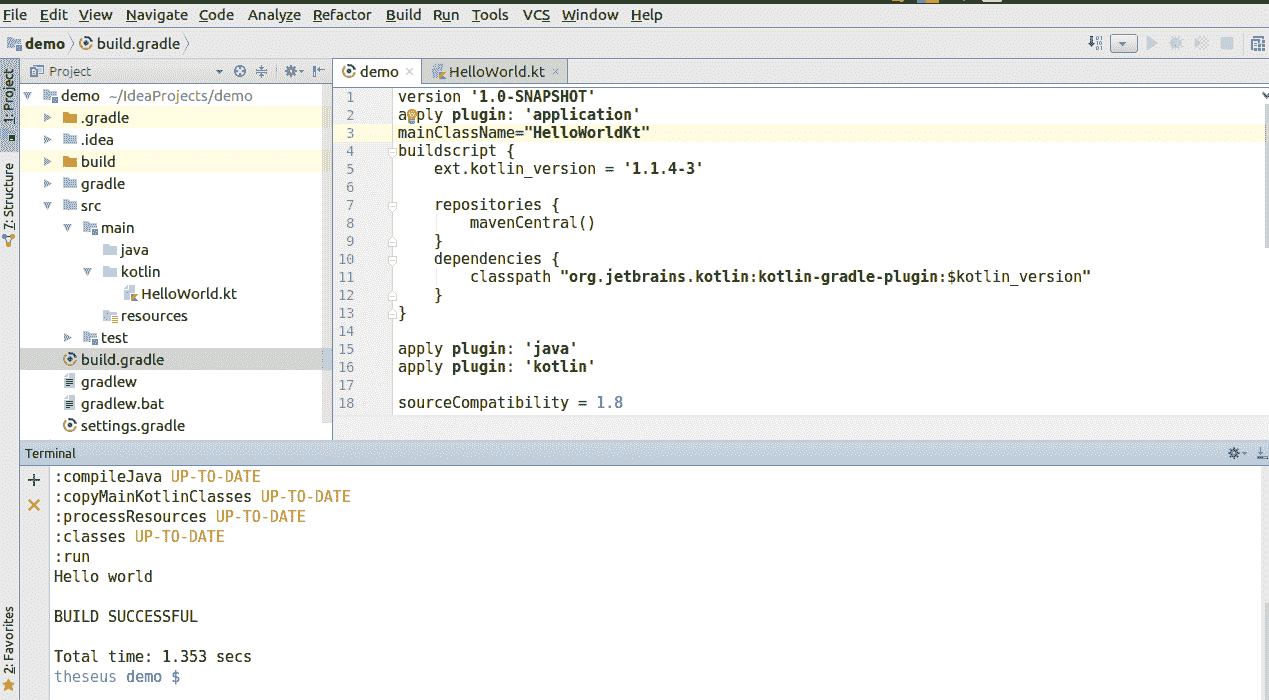 File Edit View Navigate Code Analyze Refactor Build Run Tools VCS Window Help
demo build.gradle
1: Project
7: Structure
2: Favorites
Project
demo ~/IdeaProjects/demo
.gradle
.idea
build
gradle
src
main
java
kotlin
HelloWorld.kt
resources
test
build.gradle
gradlew
gradlew.bat
settings.gradle
demo HelloWorld.kt
1 version '1.0-SNAPSHOT'
2 apply plugin: 'application'
3 mainClassName="HelloWorldKt"
4 buildscript {
5 ext.kotlin_version = '1.1.4-3'
6
7 repositories {
8 mavenCentral()
9 }
10 dependencies {
11 classpath "org.jetbrains.kotlin:kotlin-gradle-plugin:$kotlin_version"
12 }
13 }
14
15 apply plugin: 'java'
16 apply plugin: 'kotlin'
17
18 sourceCompatibility = 1.8
Terminal
:compileJava UP-TO-DATE
:copyMainKotlinClasses UP-TO-DATE
:processResources UP-TO-DATE
:classes UP-TO-DATE
:run
Hello world
BUILD SUCCESSFUL
Total time: 1.353 secs
theseus demo $